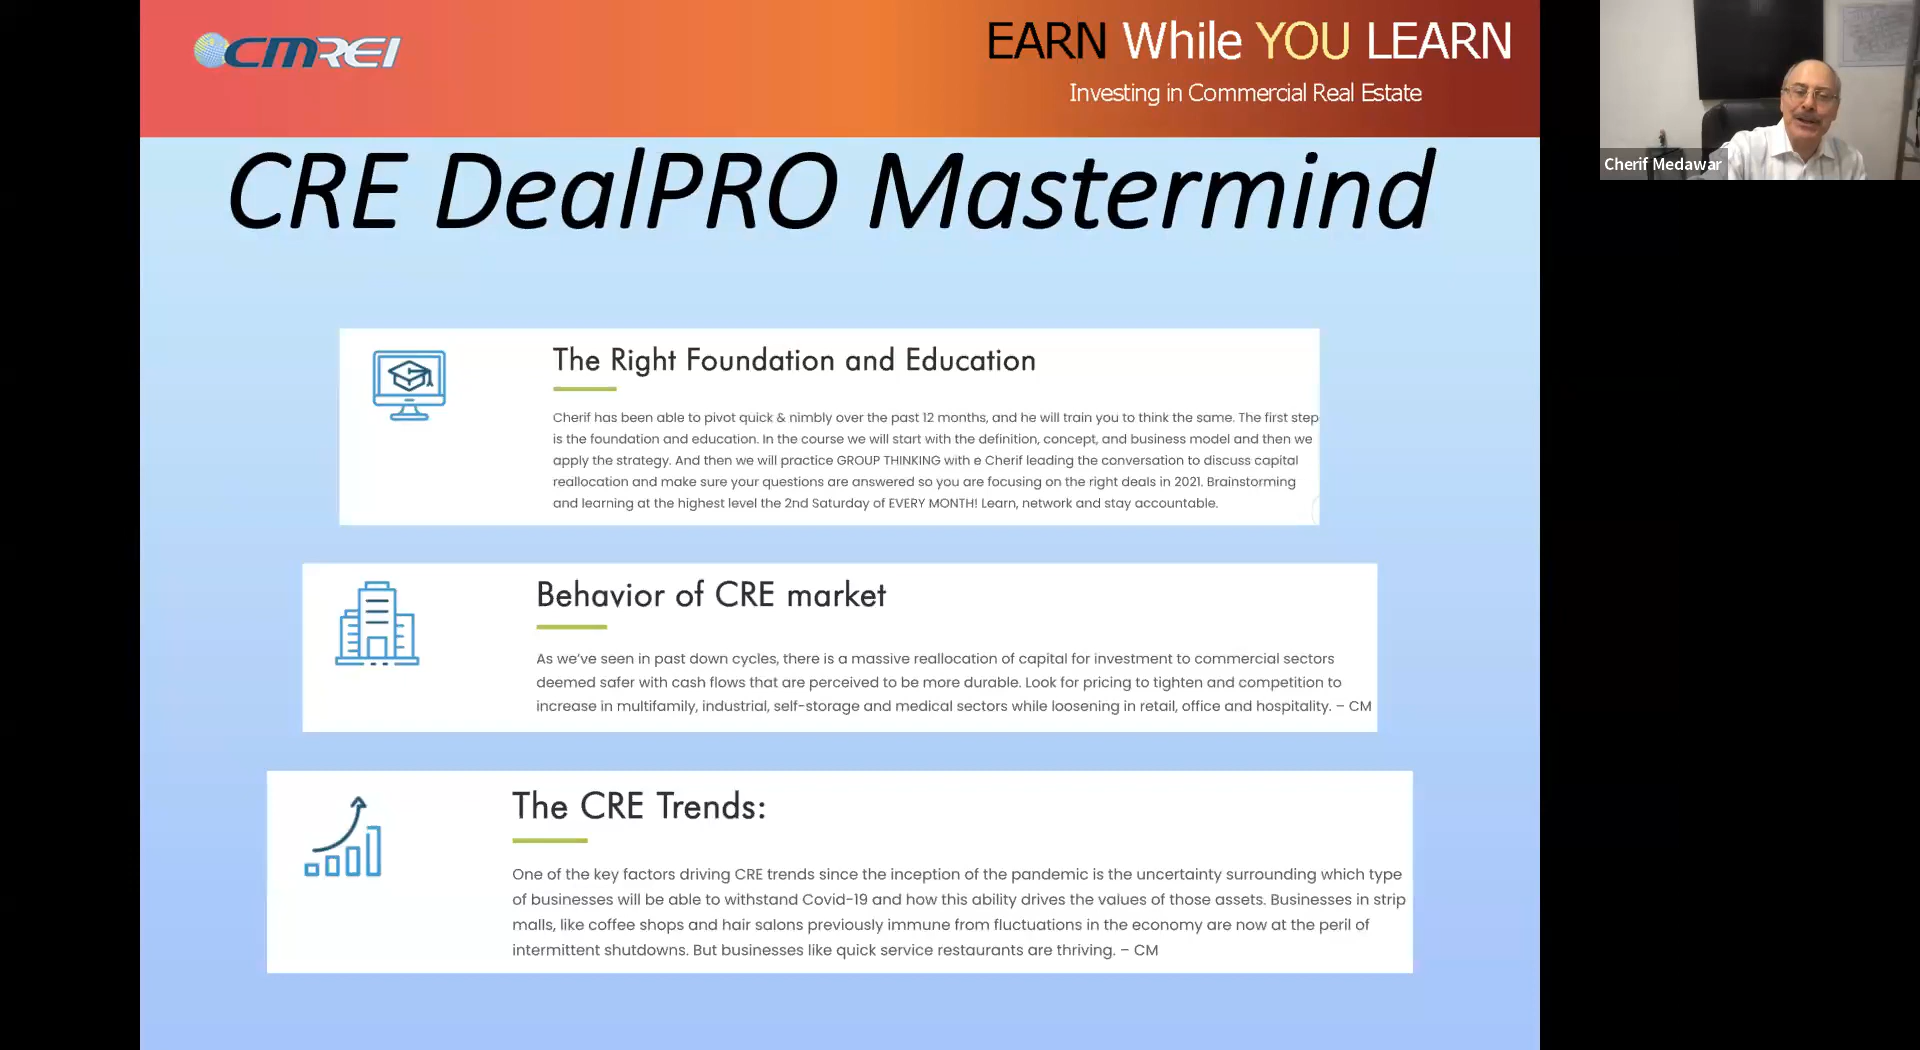 CMREI
EARN While YOU LEARN
Investing in Commercial Real Estate
Cherif Medawar
CRE DealPRO Mastermind
The Right Foundation and Education
Cherif has been able to pivot quick & nimbly over the past 12 months, and he will train you to think the same. The first step
is the foundation and education. In the course we will start with the definition, concept, and business model and then we
apply the strategy. And then we will practice GROUP THINKING with e Cherif leading the conversation to discuss capital
reallocation and make sure your questions are answered so you are focusing on the right deals in 2021. Brainstorming
and learning at the highest level the 2nd Saturday of EVERY MONTH! Learn, network and stay accountable.
Behavior of CRE market
As we've seen in past down cycles, there is a massive reallocation of capital for investment to commercial sectors
deemed safer with cash flows that are perceived to be more durable. Look for pricing to tighten and competition to
increase in multifamily, industrial, self-storage and medical sectors while loosening in retail, office and hospitality. – CM
The CRE Trends:
One of the key factors driving CRE trends since the inception of the pandemic is the uncertainty surrounding which type
of businesses will be able to withstand Covid-19 and how this ability drives the values of those assets. Businesses in strip
malls, like coffee shops and hair salons previously immune from fluctuations in the economy are now at the peril of
intermittent shutdowns. But businesses like quick service restaurants are thriving. – CM